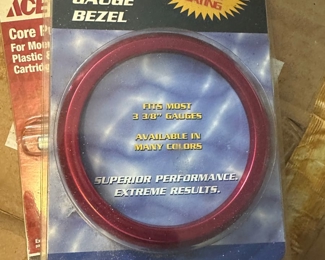 ACE
Core P
For Mou
Plastic &
Cartridg
GAUGE
BEZEL
FITS MOST
3 3/8" GAUGES
AVAILABLE IN
MANY COLORS
SUPERIOR PERFORMANCE.
EXTREME RESULTS.